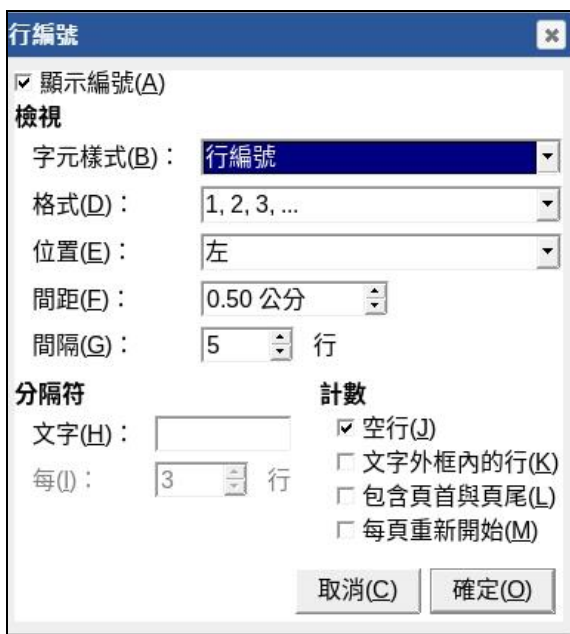 行編號
顯示編號(A)
檢視
字元樣式(B)： 行編號
格式(D)： 1, 2, 3, ...
位置(E)： 左
間距(F)： 0.50 公分
間隔(G)： 5 行
分隔符
文字(H)：
每(I)： 3 行
計數
空行(J)
文字外框內的行(K)
包含頁首與頁尾(L)
每頁重新開始(M)
取消(C) 確定(O)